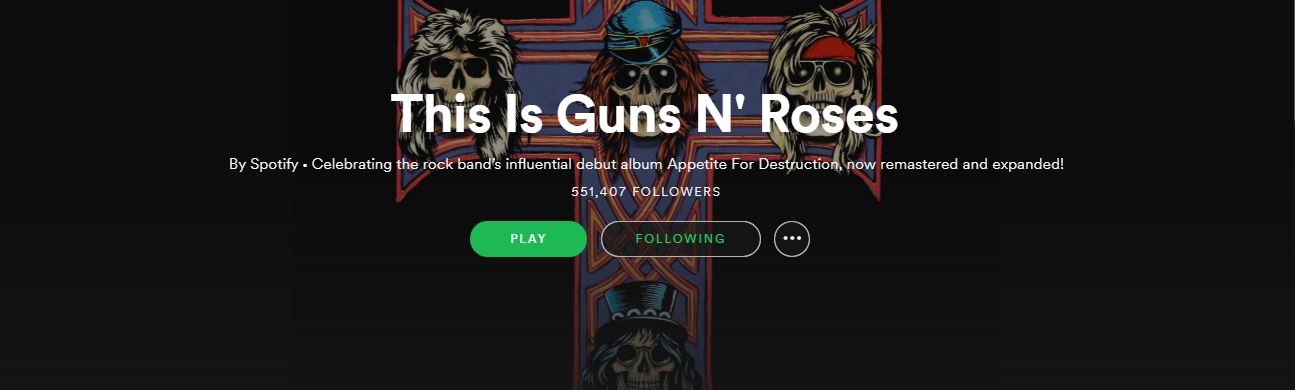 This Is Guns N' Roses
By Spotify • Celebrating the rock band's influential debut album Appetite For Destruction, now remastered and expanded!
551,407 FOLLOWERS
PLAY FOLLOWING